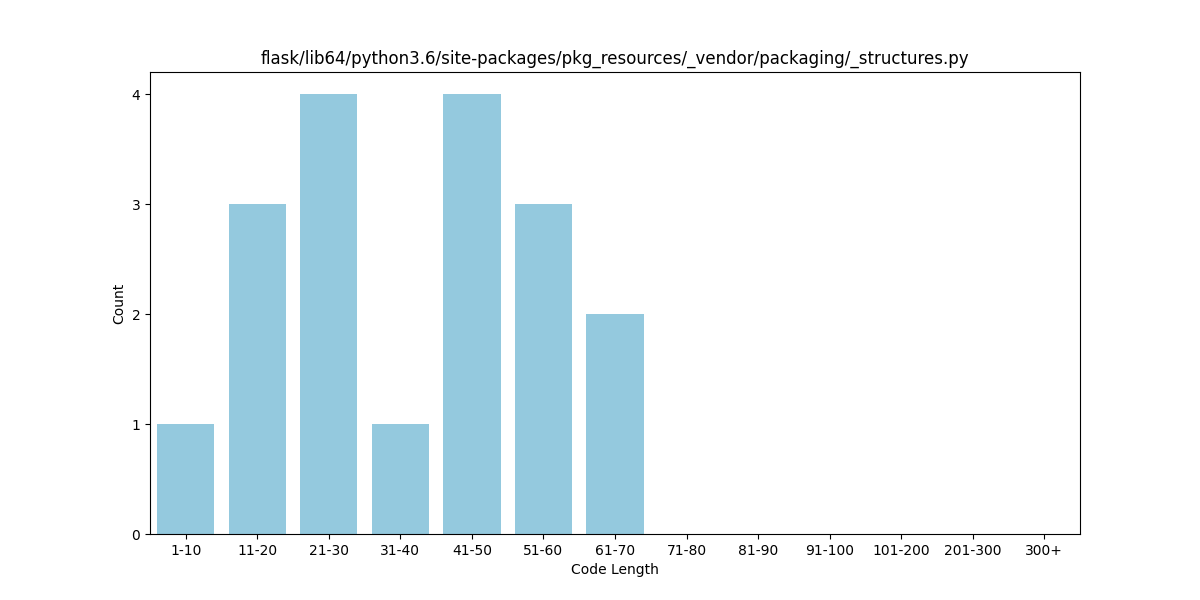 flask/lib64/python3.6/site-packages/pkg_resources/_vendor/packaging/_structures.py
4
3
2
1
0
Count
1-10 11-20 21-30 31-40 41-50 51-60 61-70 71-80 81-90 91-100 101-200 201-300 300+
Code Length